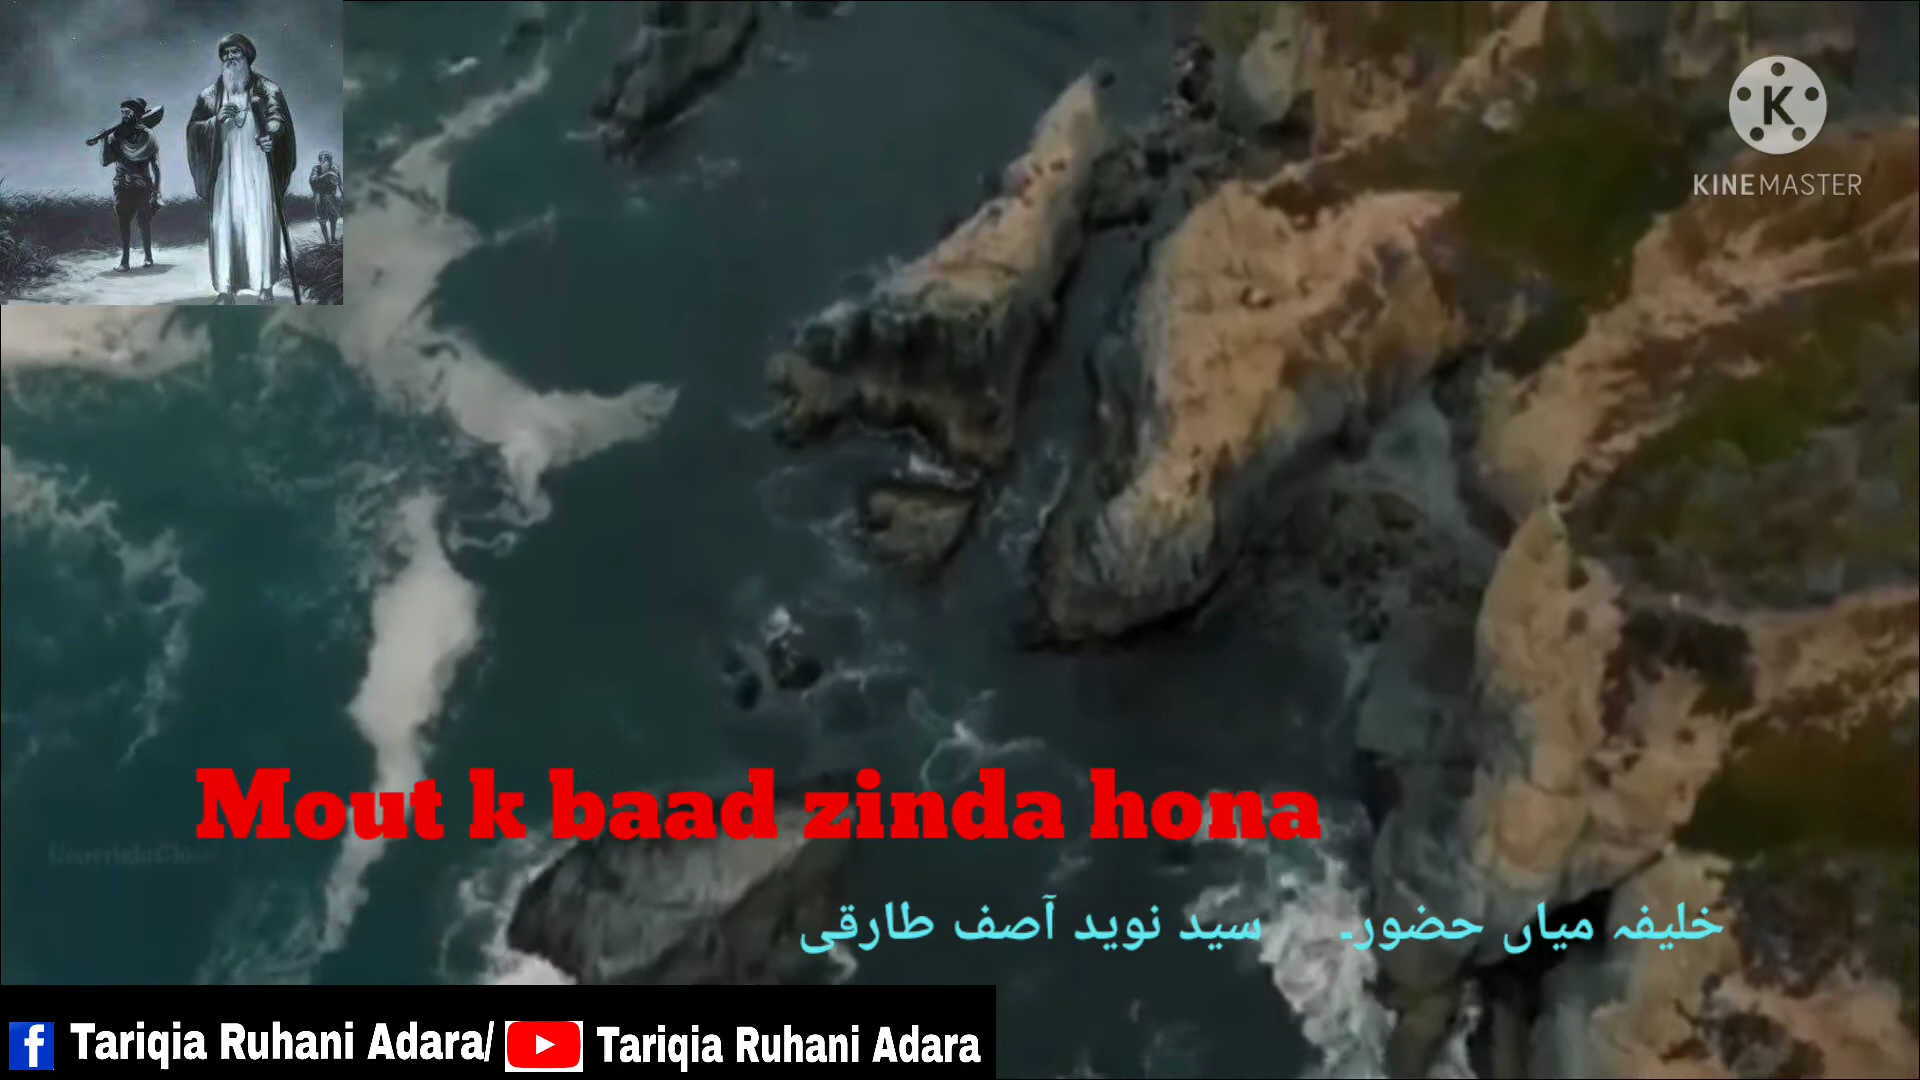 K
KINEMASTER
Mout k baad zinda hona
خلیفہ میاں حضور۔ سید نوید آصف طارقی
Tariqia Ruhani Adara/ Tariqia Ruhani Adara